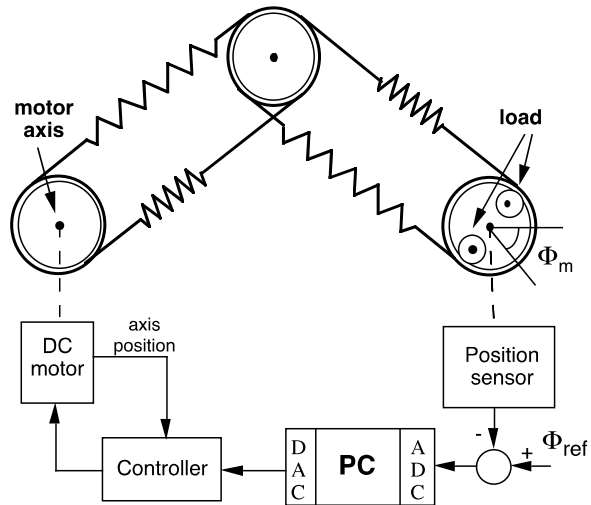 motor
axis
load
Φm
axis
position
DC
motor
Position
sensor
-
+
Φref
Controller
D
A
C
PC
A
D
C